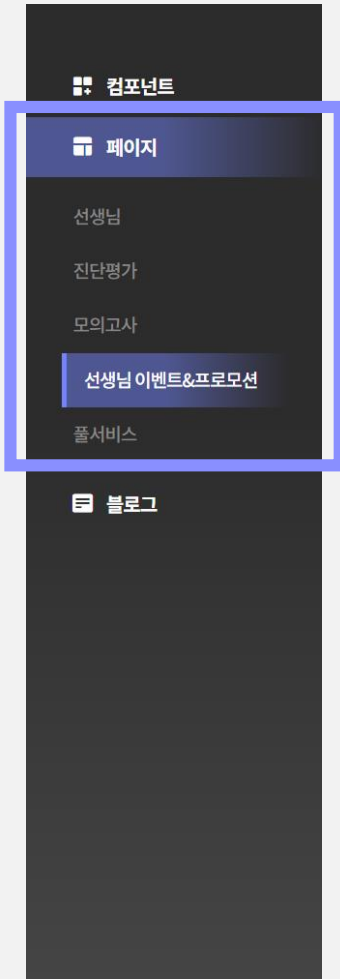 컴포넌트
페이지
선생님
진단평가
모의고사
선생님 이벤트&프로모션
풀서비스
블로그